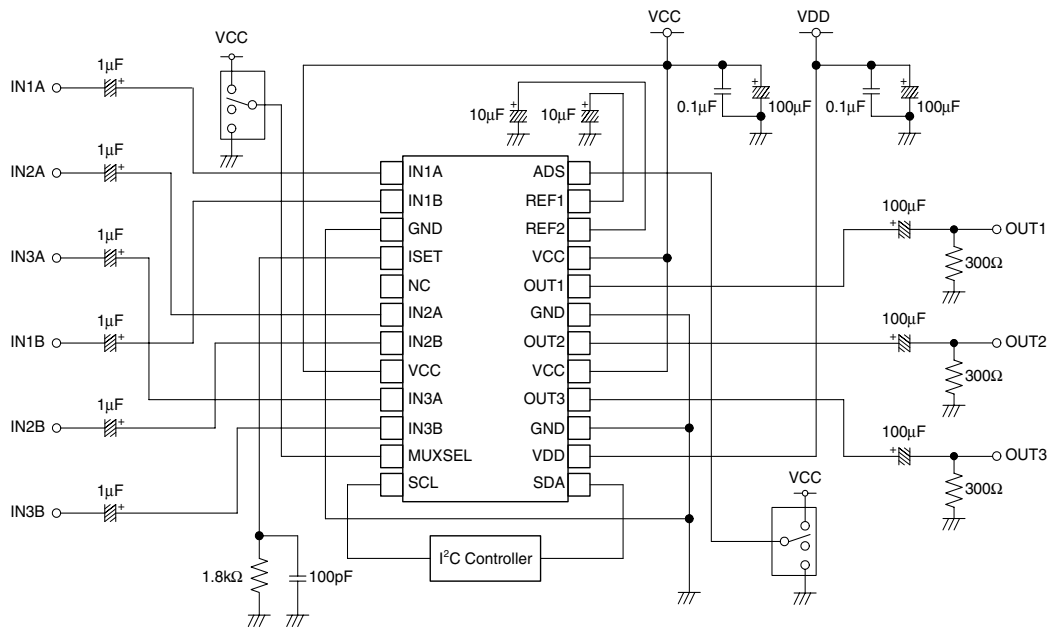 VCC
VDD
1μF
VCC
IN1A
+
+
10μF
+
10μF
0.1μF
+
100μF
0.1μF
+
100μF
1μF
IN2A
+
IN1A
ADS
IN1B
REF1
100μF
1μF
GND
REF2
+
OUT1
IN3A
+
ISET
VCC
300Ω
NC
OUT1
1μF
IN2A
GND
100μF
IN1B
+
IN2B
OUT2
+
OUT2
VCC
VCC
300Ω
1μF
IN3A
OUT3
IN2B
+
IN3B
GND
100μF
MUXSEL
VDD
+
OUT3
1μF
SCL
SDA
VCC
300Ω
IN3B
+
I²C Controller
1.8kΩ
100pF